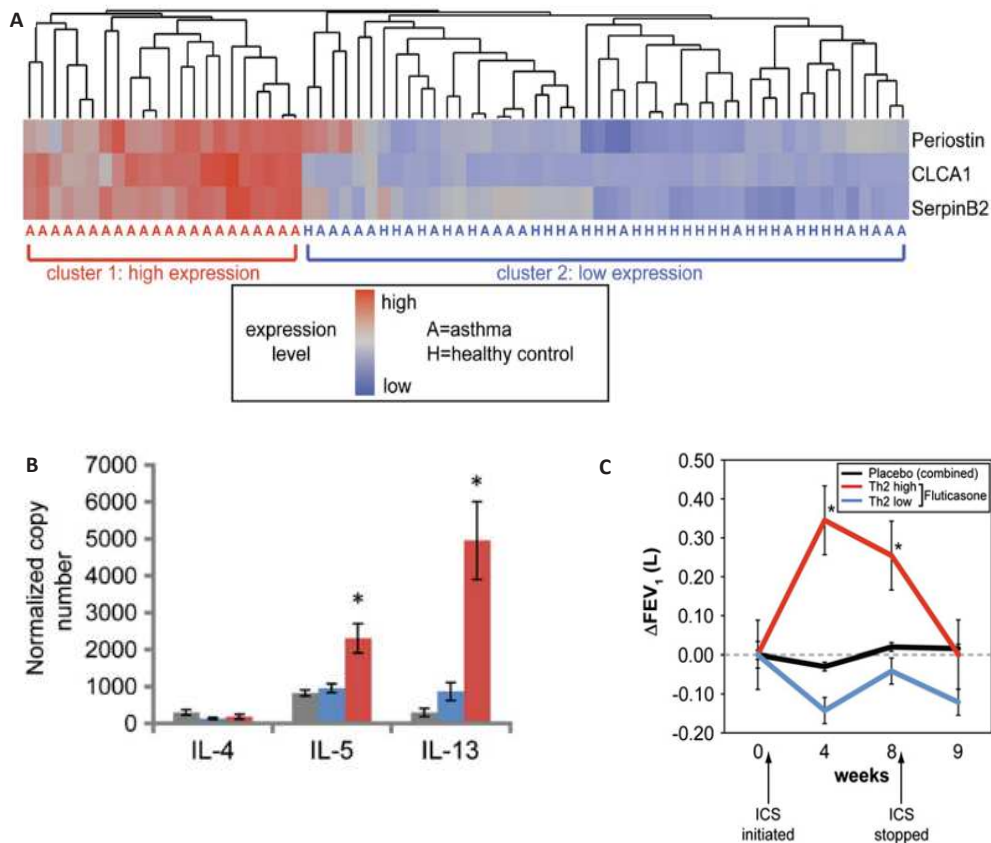 A
Periostin
CLCA1
SerpinB2
AAAAAAAAAAAAAAAAAAAAAA
cluster 1: high expression
cluster 2: low expression
expression
level
high
low
A=asthma
H=healthy control
B
Normalized copy
number
7000
6000
5000
4000
3000
2000
1000
0
*
*
IL-4 IL-5 IL-13
C
ΔFEV1 (L)
0.50
0.40
0.30
0.20
0.10
0.00
-0.10
-0.20
Placebo (combined)
Th2 high
Th2 low
Fluticasone
*
*
0 4 8 9
weeks
ICS
initiated
ICS
stopped